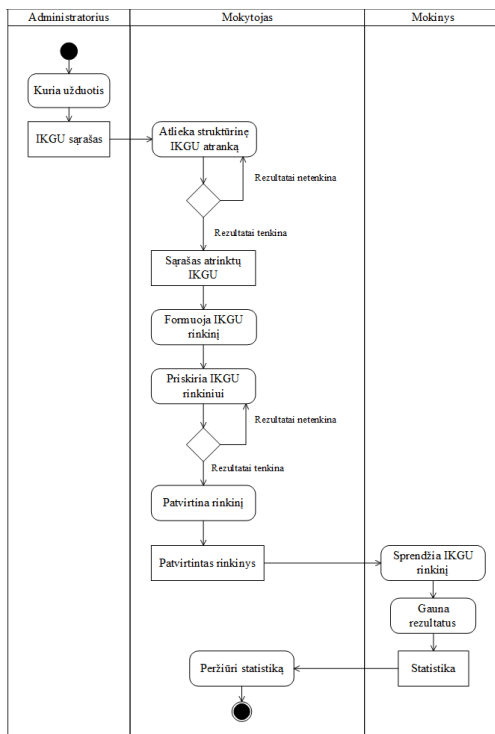 Administratorius
Mokytojas
Mokinys
Kuria užduotis
IKGU sąrašas
Atlieka struktūrinę
IKGU atranką
Rezultatai netenkina
Rezultatai tenkina
Sąrašas atrinktų
IKGU
Formuoja IKGU
rinkinį
Priskiria IKGU
rinkiniui
Rezultatai netenkina
Rezultatai tenkina
Patvirtina rinkinį
Patvirtintas rinkinys
Sprendžia IKGU
rinkinį
Gauna
rezultatus
Peržiūri statistiką
Statistika